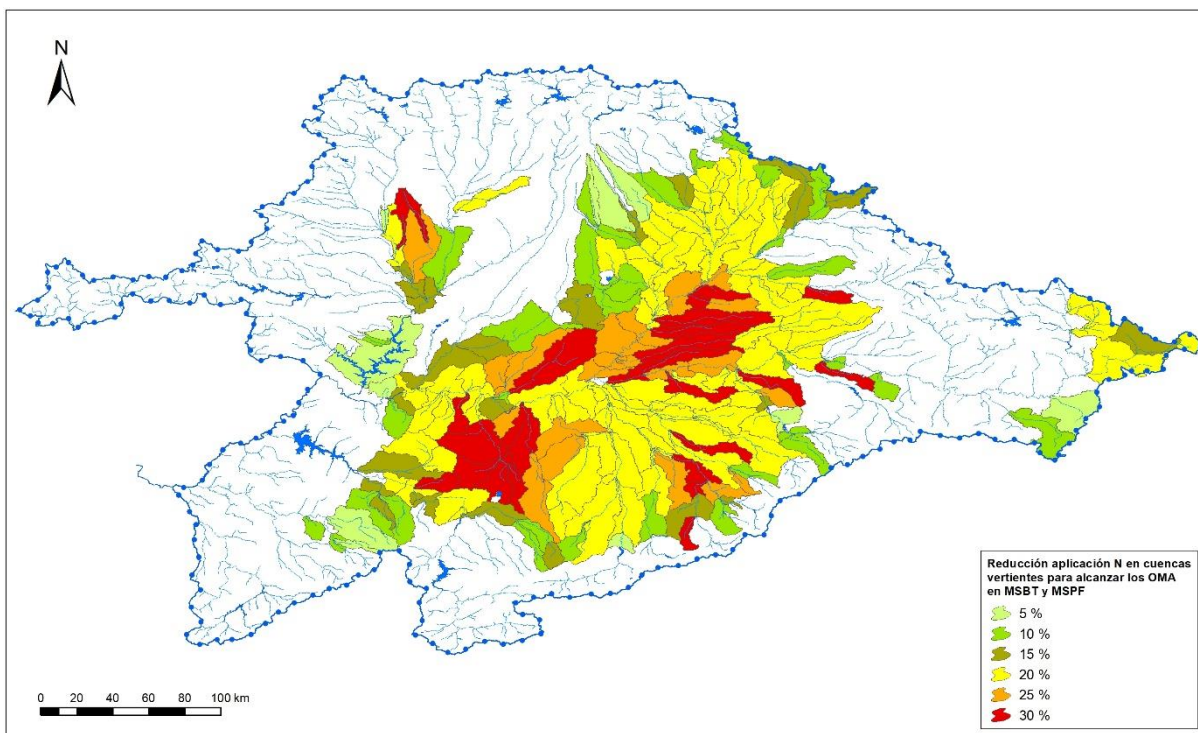 N
0 20 40 60 80 100 km
Reducción aplicación N en cuencas
vertientes para alcanzar los OMA
en MSBT y MSPF
5 %
10 %
15 %
20 %
25 %
30 %